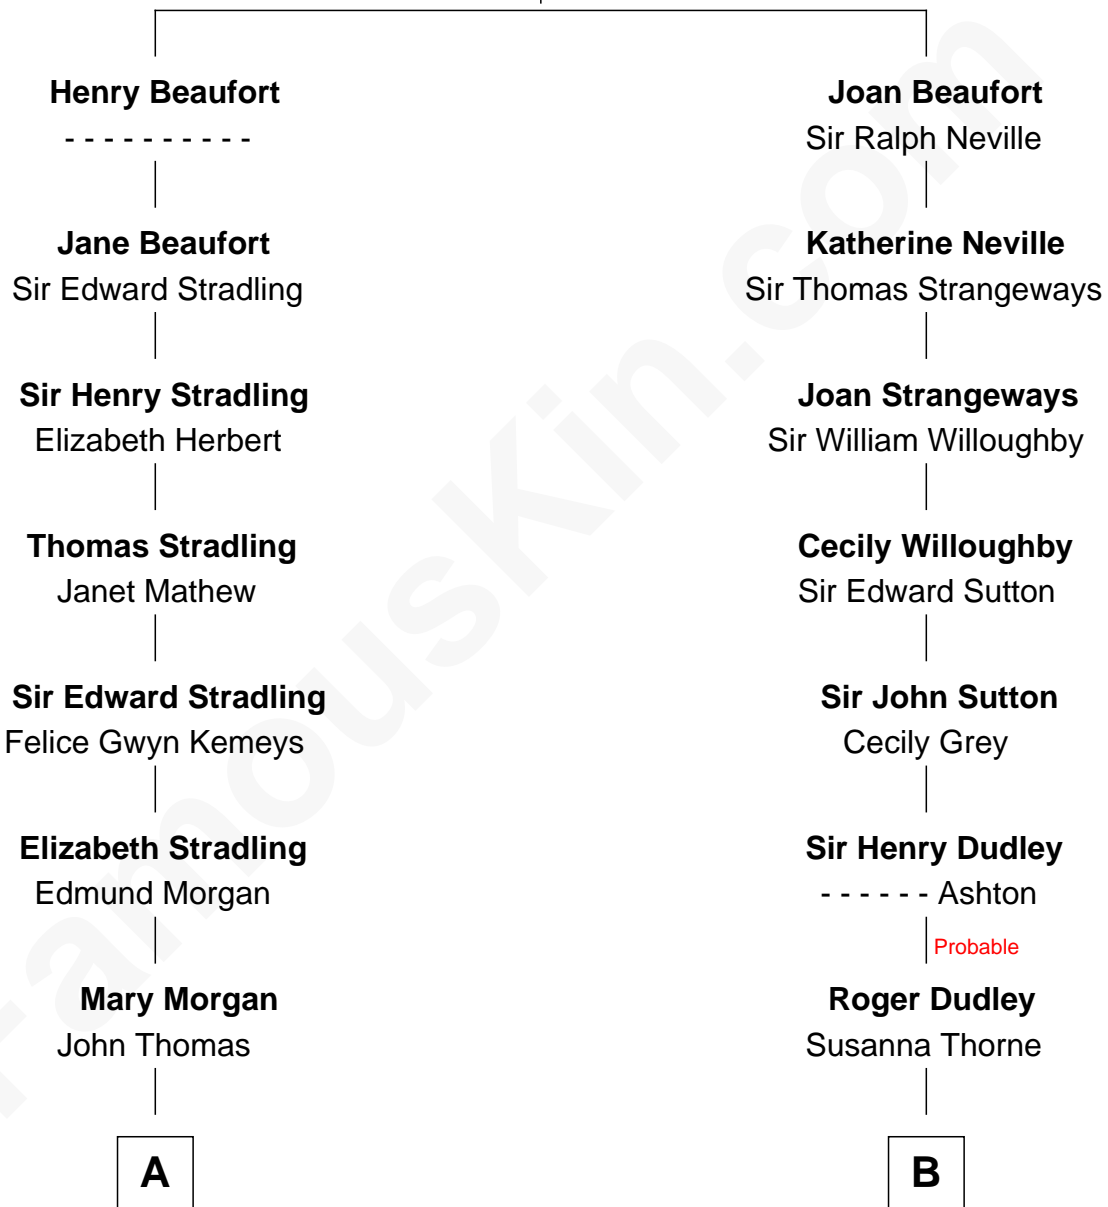 Henry Beaufort
- - - - - - - - - -
Jane Beaufort
Sir Edward Stradling
Sir Henry Stradling
Elizabeth Herbert
Thomas Stradling
Janet Mathew
Sir Edward Stradling
Felice Gwyn Kemeys
Elizabeth Stradling
Edmund Morgan
Mary Morgan
John Thomas
A
Joan Beaufort
Sir Ralph Neville
Katherine Neville
Sir Thomas Strangeways
Joan Strangeways
Sir William Willoughby
Cecily Willoughby
Sir Edward Sutton
Sir John Sutton
Cecily Grey
Sir Henry Dudley
- - - - - - Ashton
Probable
Roger Dudley
Susanna Thorne
B
FamousKin.com